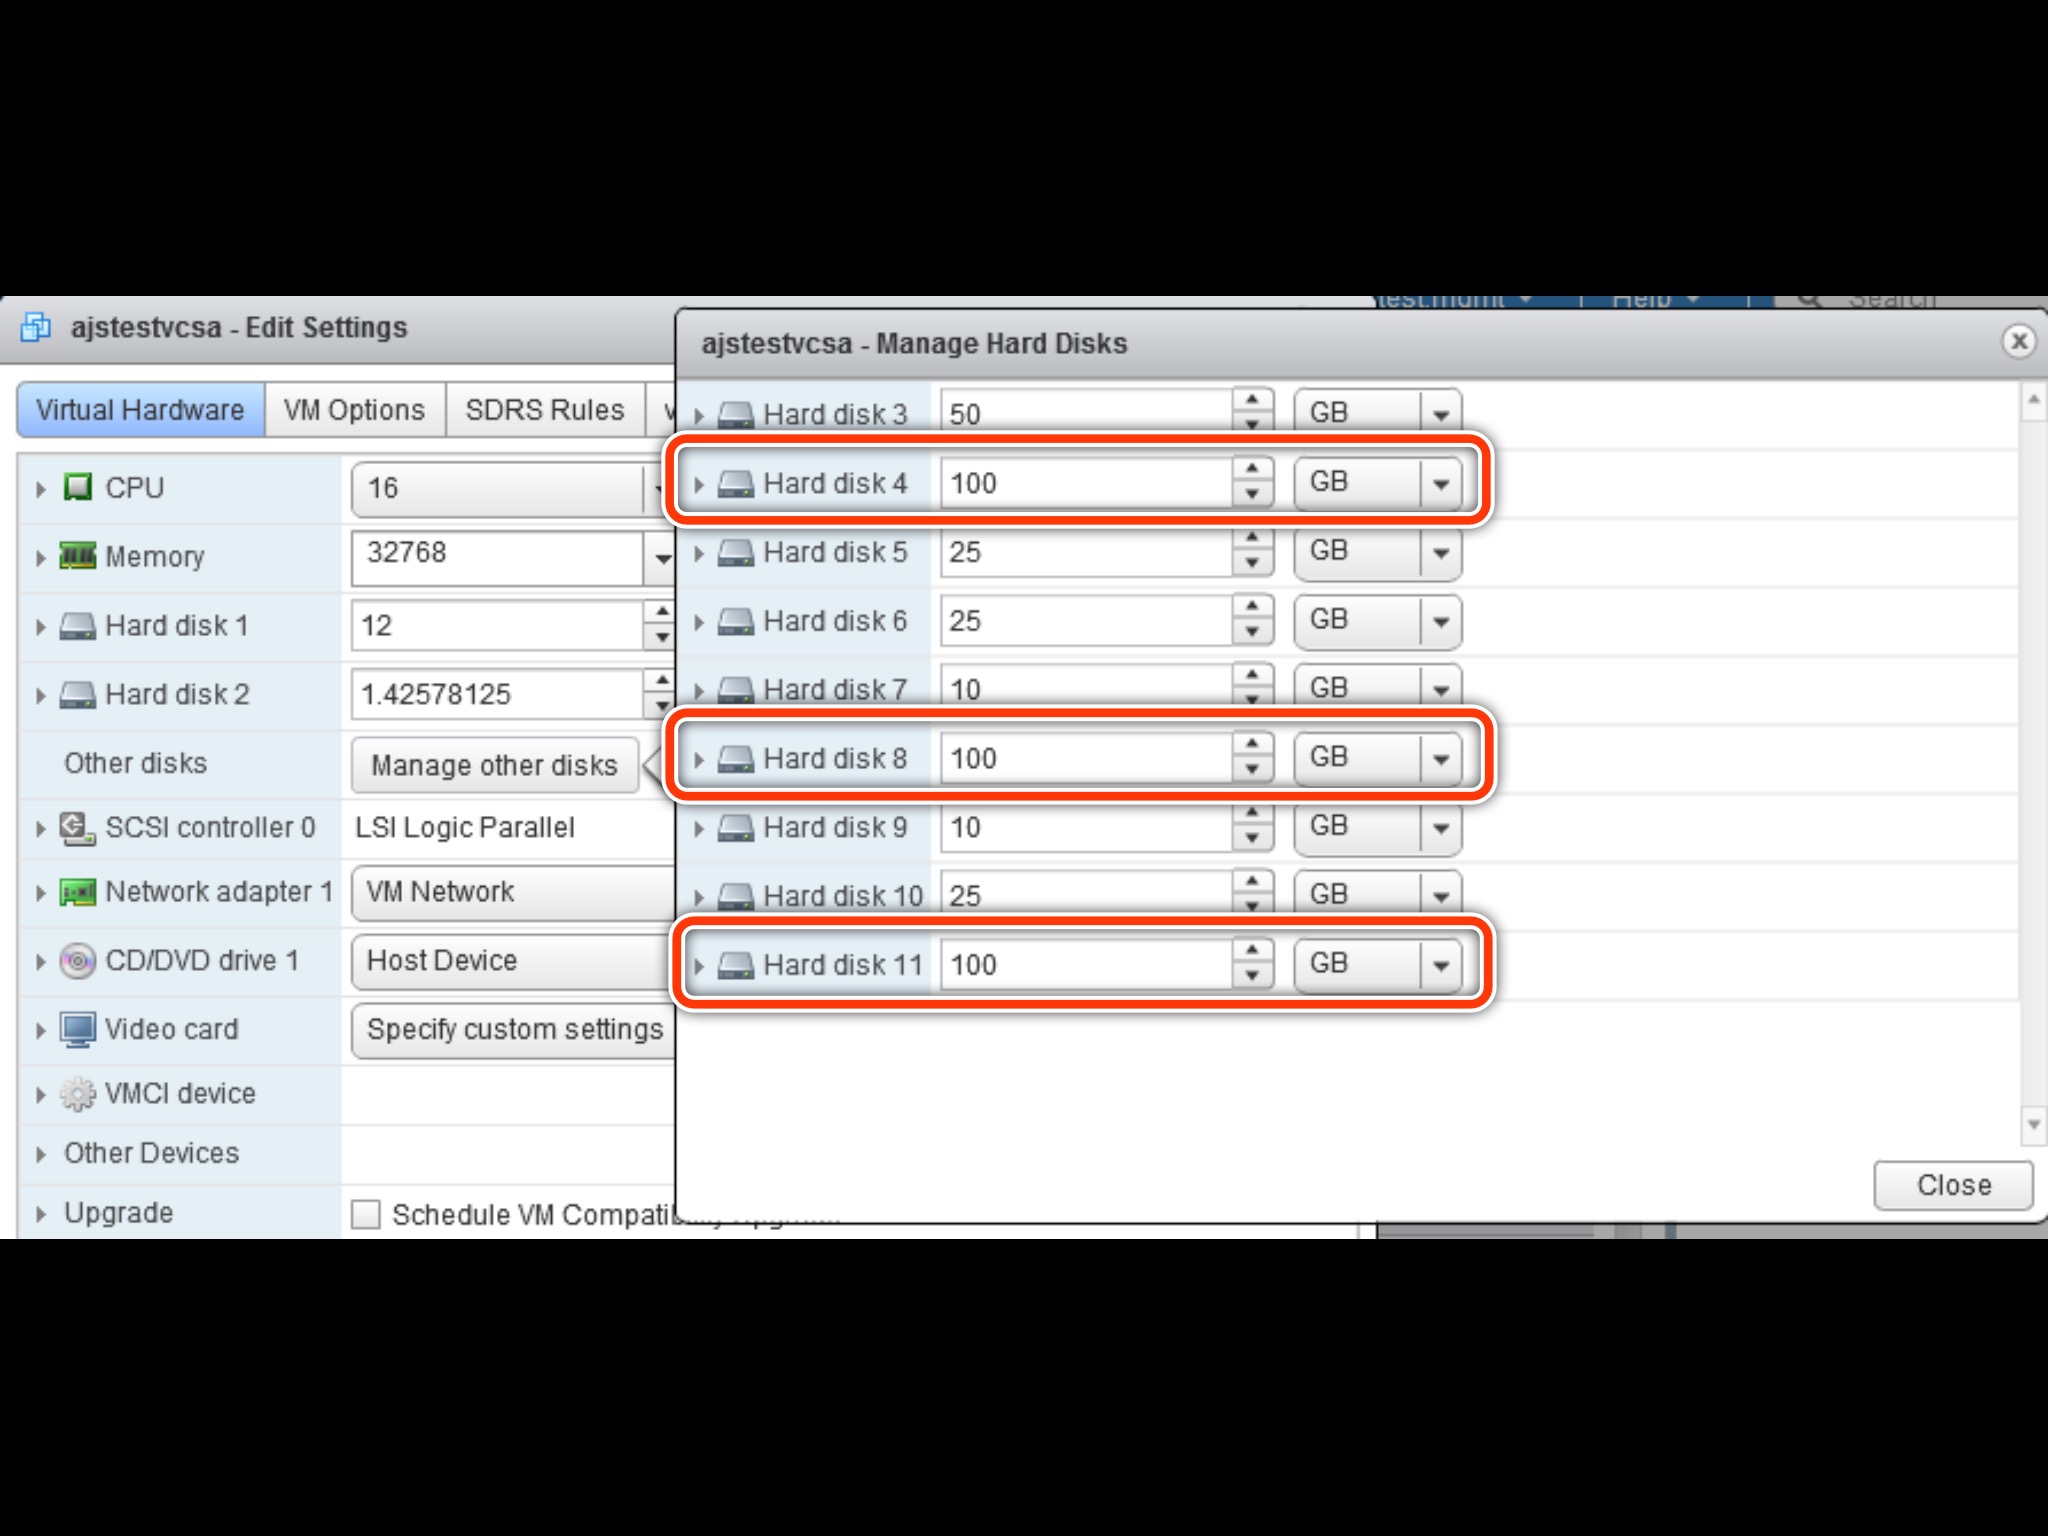 test.mgmt
Help
Search
ajstestvcsa - Edit Settings
Virtual Hardware
VM Options
SDRS Rules
CPU
16
Memory
32768
Hard disk 1
12
Hard disk 2
1.42578125
Other disks
Manage other disks
SCSI controller 0
LSI Logic Parallel
Network adapter 1
VM Network
CD/DVD drive 1
Host Device
Video card
Specify custom settings
VMCI device
Other Devices
Upgrade
Schedule VM
ajstestvcsa - Manage Hard Disks
Hard disk 3 50 GB
Hard disk 4 100 GB
Hard disk 5 25 GB
Hard disk 6 25 GB
Hard disk 7 10 GB
Hard disk 8 100 GB
Hard disk 9 10 GB
Hard disk 10 25 GB
Hard disk 11 100 GB
Close